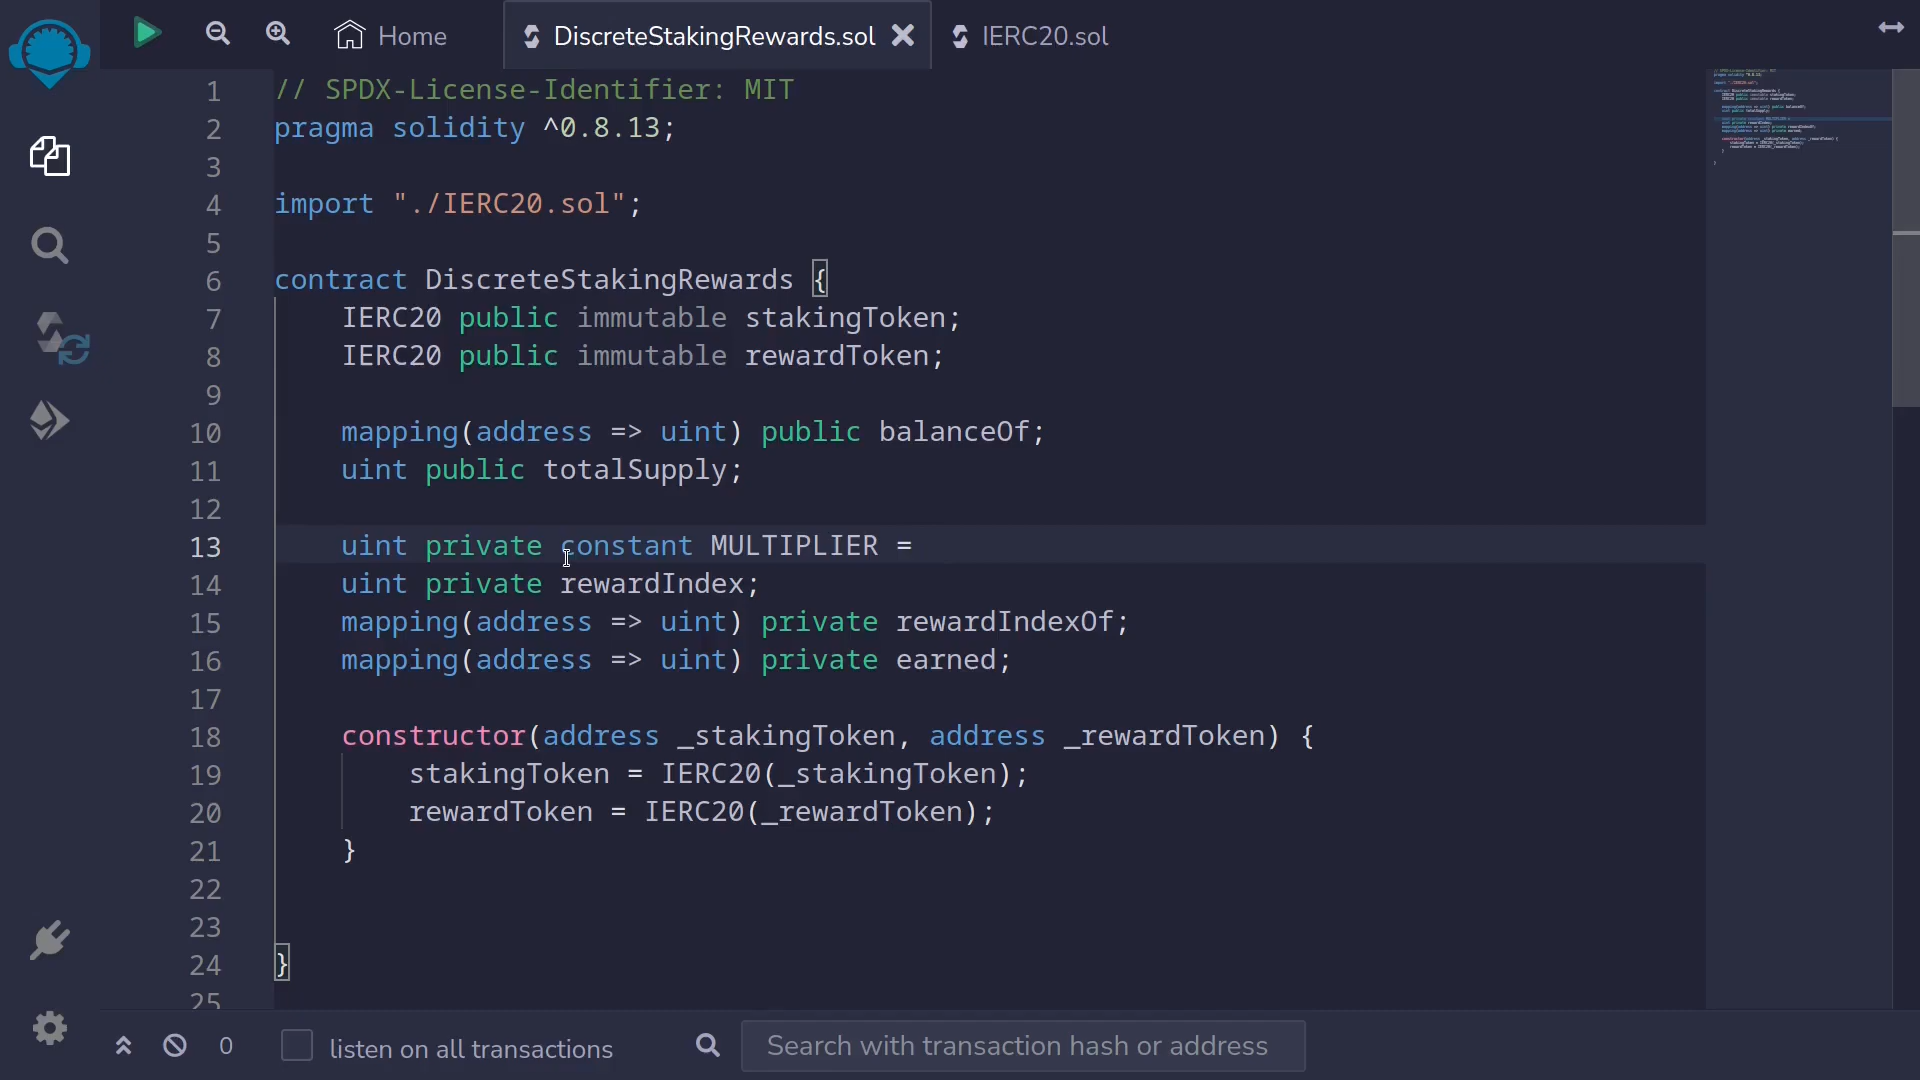 Home
DiscreteStakingRewards.sol
IERC20.sol
1 // SPDX-License-Identifier: MIT
2 pragma solidity ^0.8.13;
3
4 import "./IERC20.sol";
5
6 contract DiscreteStakingRewards {
7 IERC20 public immutable stakingToken;
8 IERC20 public immutable rewardToken;
9
10 mapping(address => uint) public balanceOf;
11 uint public totalSupply;
12
13 uint private constant MULTIPLIER =
14 uint private rewardIndex;
15 mapping(address => uint) private rewardIndexOf;
16 mapping(address => uint) private earned;
17
18 constructor(address _stakingToken, address _rewardToken) {
19 stakingToken = IERC20(_stakingToken);
20 rewardToken = IERC20(_rewardToken);
21 }
22
23
24 }
25
0
listen on all transactions
Search with transaction hash or address